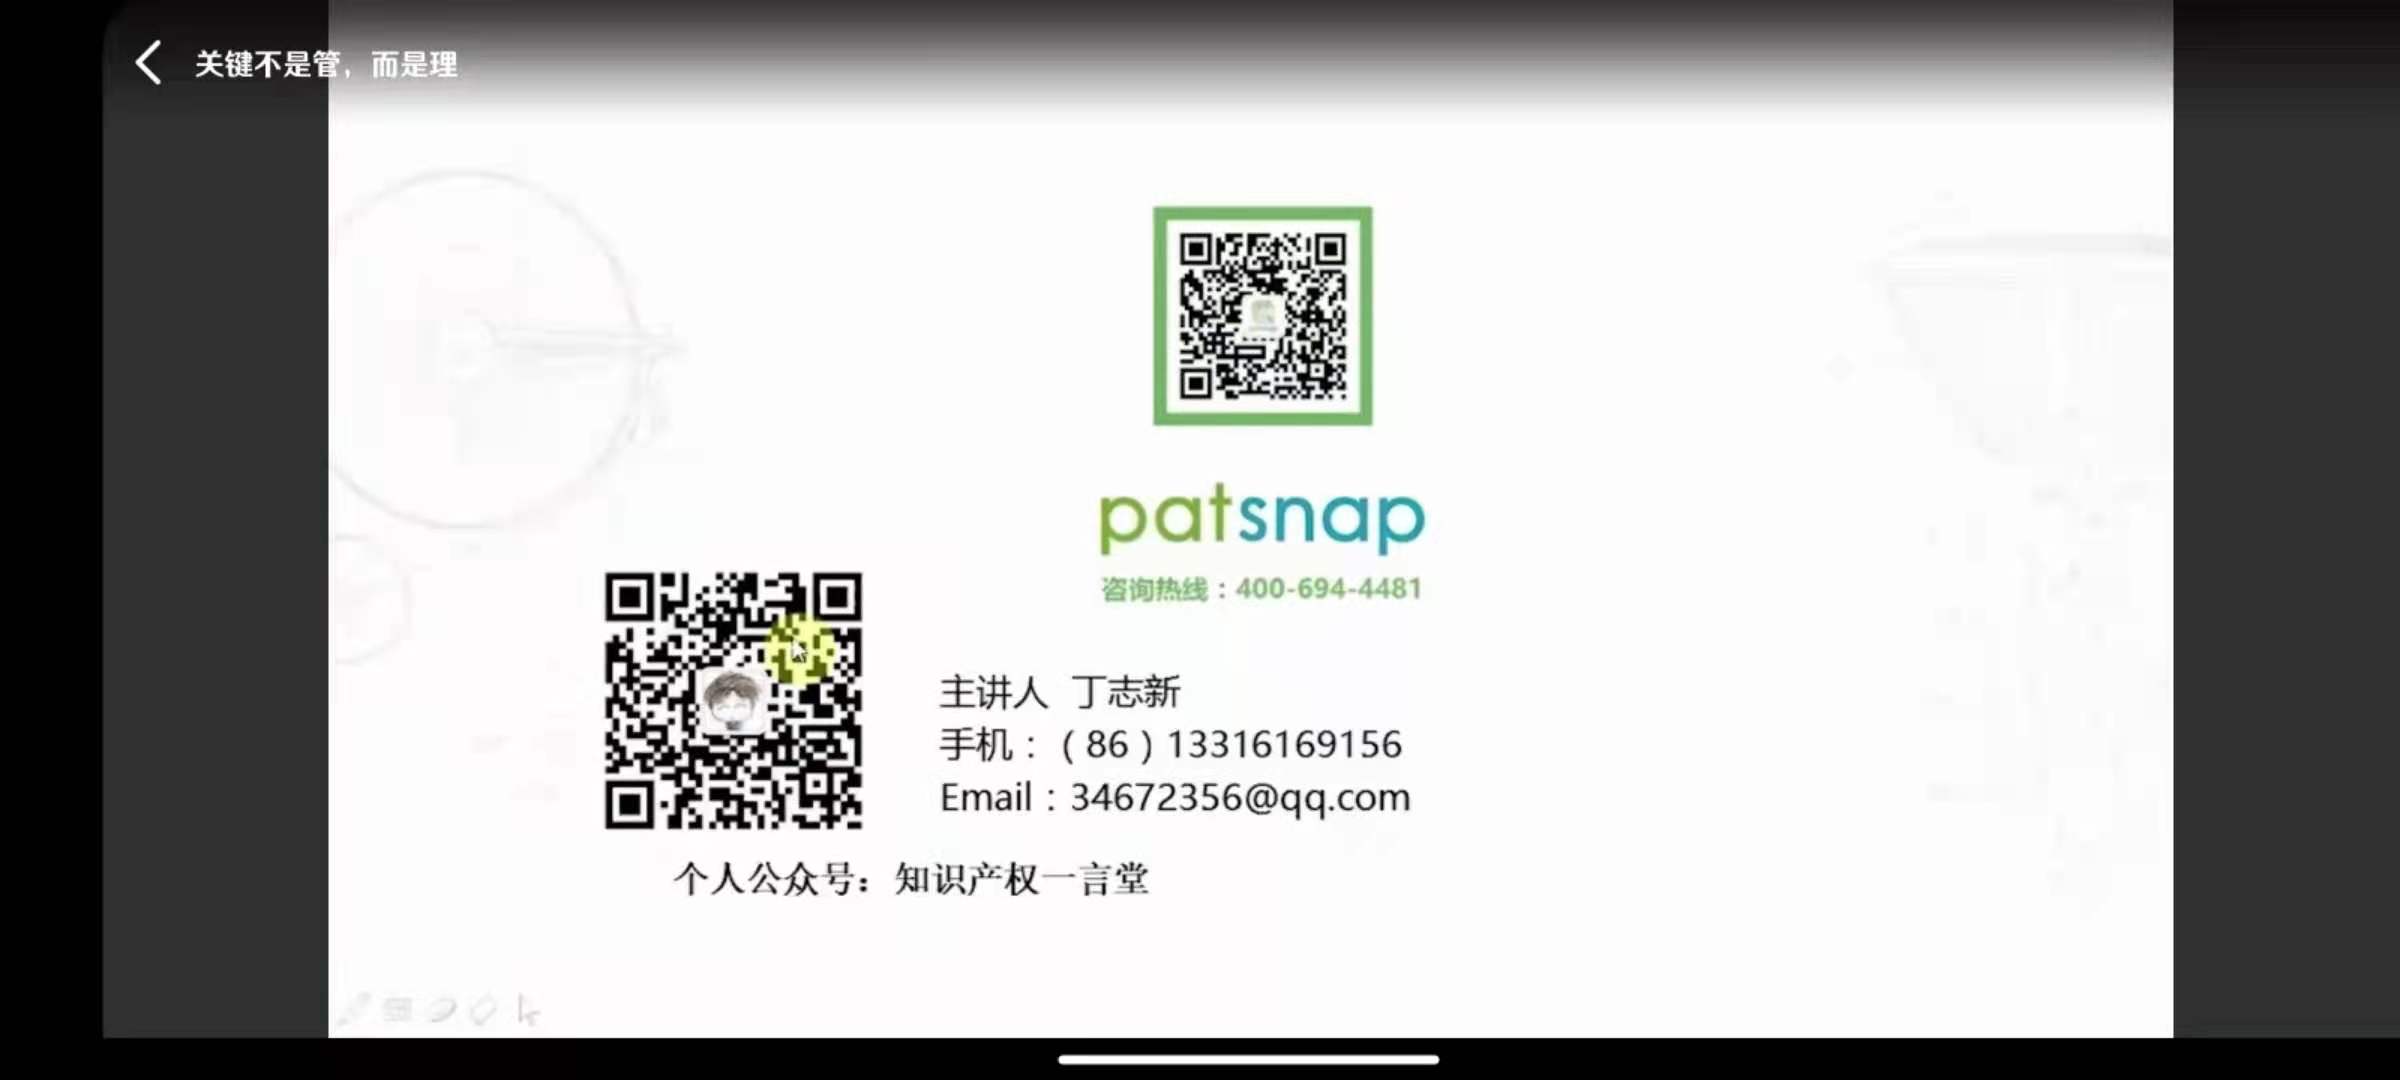 关键不是管，而是理
patsnap
咨询热线：400-694-4481
主讲人 丁志新
手机：（86）13316169156
Email：34672356@qq.com
个人公众号：知识产权一言堂